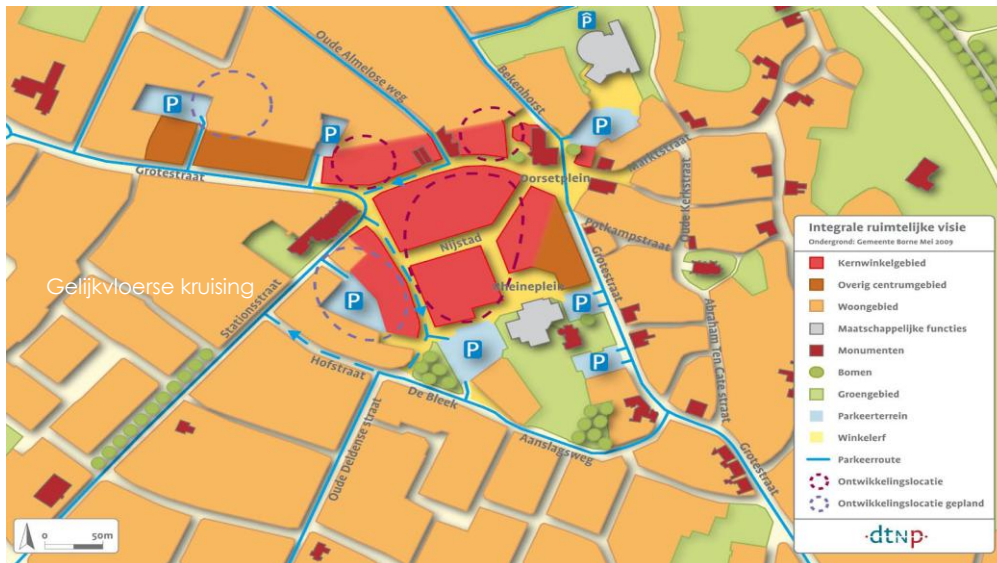 P
Oude Almelose weg
Bekenhorst
P
P
P
Marktstraat
Grotestraat
Dorsetplein
Oude Kerkstraat
Potkampstraat
Nijstad
Grotestraat
Gelijkvloerse kruising
Rheineplein
Stationsstraat
P
P
P
P
Abraham Ten Cate straat
Hofstraat
De Bleek
Oude Deldense straat
Aanslagsweg
Grotestraat
0 50m
Integrale ruimtelijke visie
Ondergrond: Gemeente Borne Mei 2009
Kernwinkelgebied
Overig centrumgebied
Woongebied
Maatschappelijke functies
Monumenten
Bomen
Groengebied
Parkeerterrein
Winkelerf
Parkeerroute
Ontwikkelingslocatie
Ontwikkelingslocatie gepland
dtnp